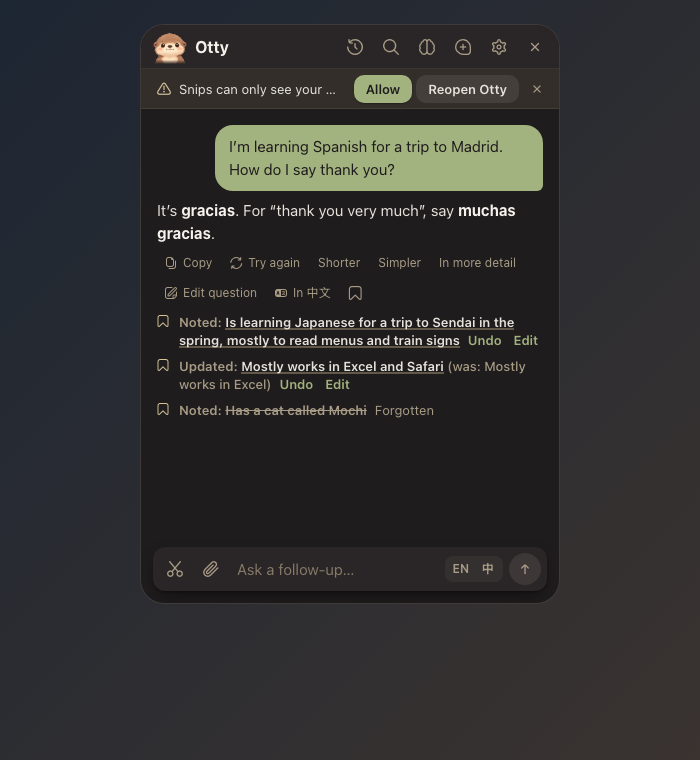 Otty
Snips can only see your ...
Allow
Reopen Otty
I’m learning Spanish for a trip to Madrid.
How do I say thank you?
It’s gracias. For “thank you very much”, say muchas
gracias.
Copy
Try again
Shorter
Simpler
In more detail
Edit question
In 中文
Noted: Is learning Japanese for a trip to Sendai in the
spring, mostly to read menus and train signs Undo Edit
Updated: Mostly works in Excel and Safari (was: Mostly
works in Excel) Undo Edit
Noted: Has a cat called Mochi Forgotten
Ask a follow-up...
EN 中